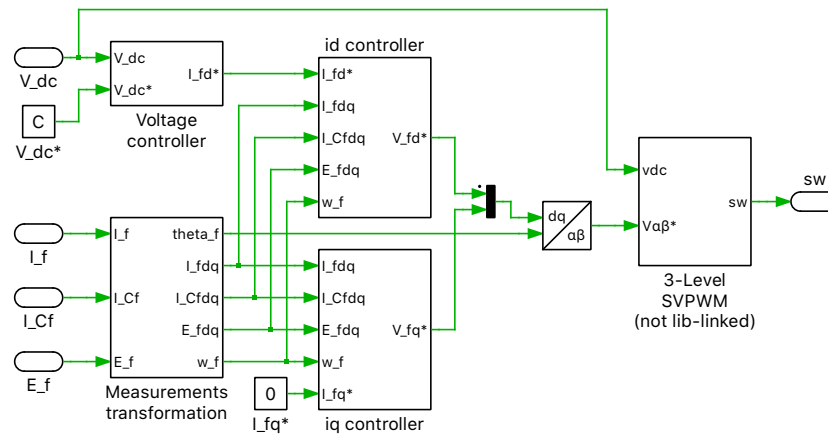 V_dc
C
V_dc*
V_dc
V_dc*
I_fd*
Voltage
controller
id controller
I_fd*
I_fdq
I_Cfdq
E_fdq
w_f
V_fd*
I_f
I_Cf
E_f
I_f
I_Cf
E_f
theta_f
I_fdq
I_Cfdq
E_fdq
w_f
Measurements
transformation
0
I_fq*
I_fdq
I_Cfdq
E_fdq
w_f
I_fq*
V_fq*
iq controller
dq
αβ
vdc
Vαβ*
sw
3-Level
SVPWM
(not lib-linked)
sw